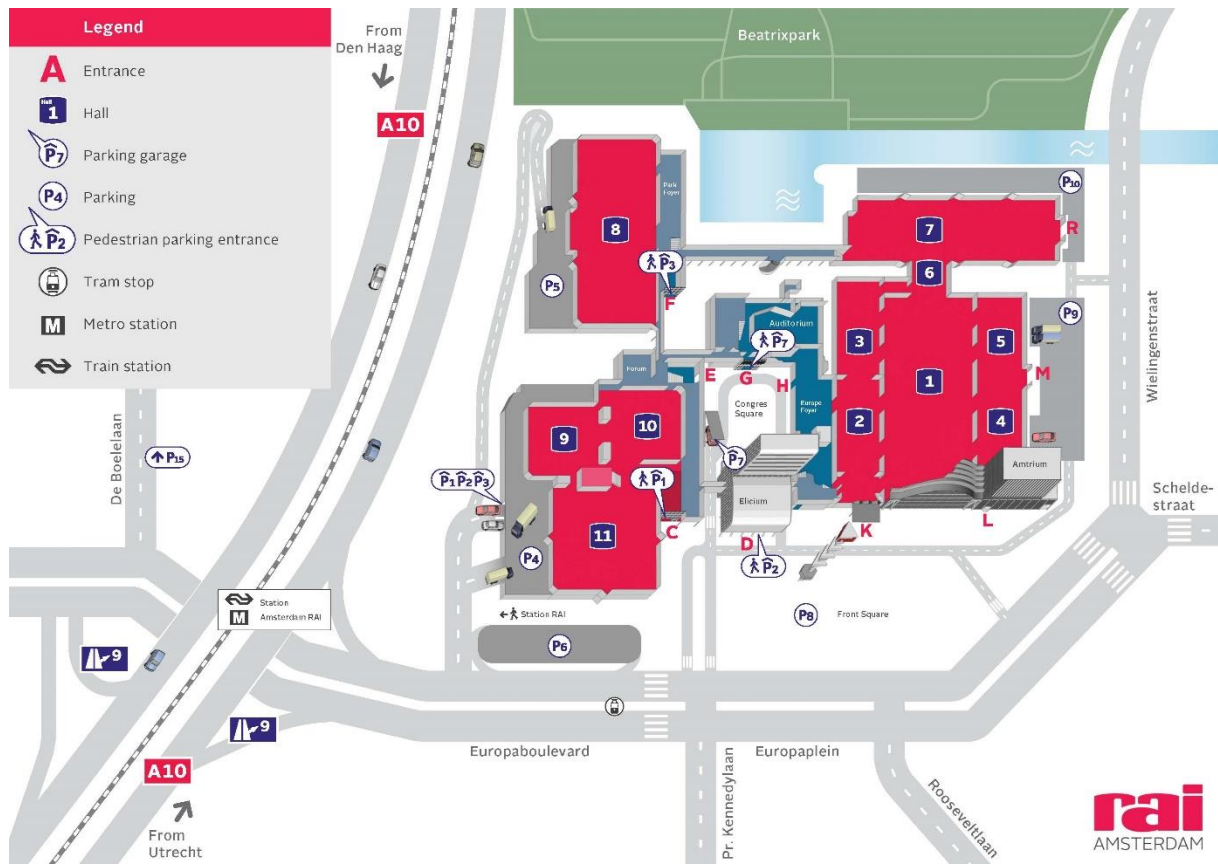 Legend
A
Entrance
Hall
1
Hall
P7
Parking garage
P4
Parking
P2
Pedestrian parking entrance
Tram stop
M
Metro station
Train station
From
Den Haag
A10
Beatrixpark
P10
Park
Foyer
8
7
R
6
P3
F
P5
P9
Auditorium
P7
3
5
Wielingenstraat
Forum
E
G
H
1
M
Congres
Square
Europe
Foyer
9
10
2
4
De Boelelaan
P15
P7
Amtrium
P1 P2 P3
P1
Elicium
Schelde-
straat
C
D
K
L
11
P4
P2
Station
M
Amsterdam RAI
Station RAI
P8
Front Square
P6
9
9
Europaboulevard
Europaplein
A10
Pr. Kennedylaan
Rooseveltlaan
From
Utrecht
rai
AMSTERDAM